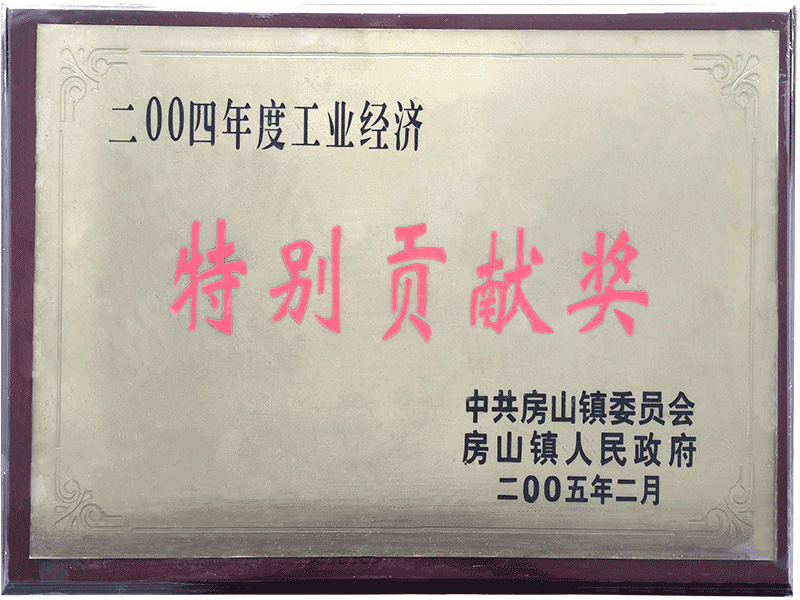 二00四年度工业经济
特别贡献奖
中共房山镇委员会
房山镇人民政府
二00五年二月